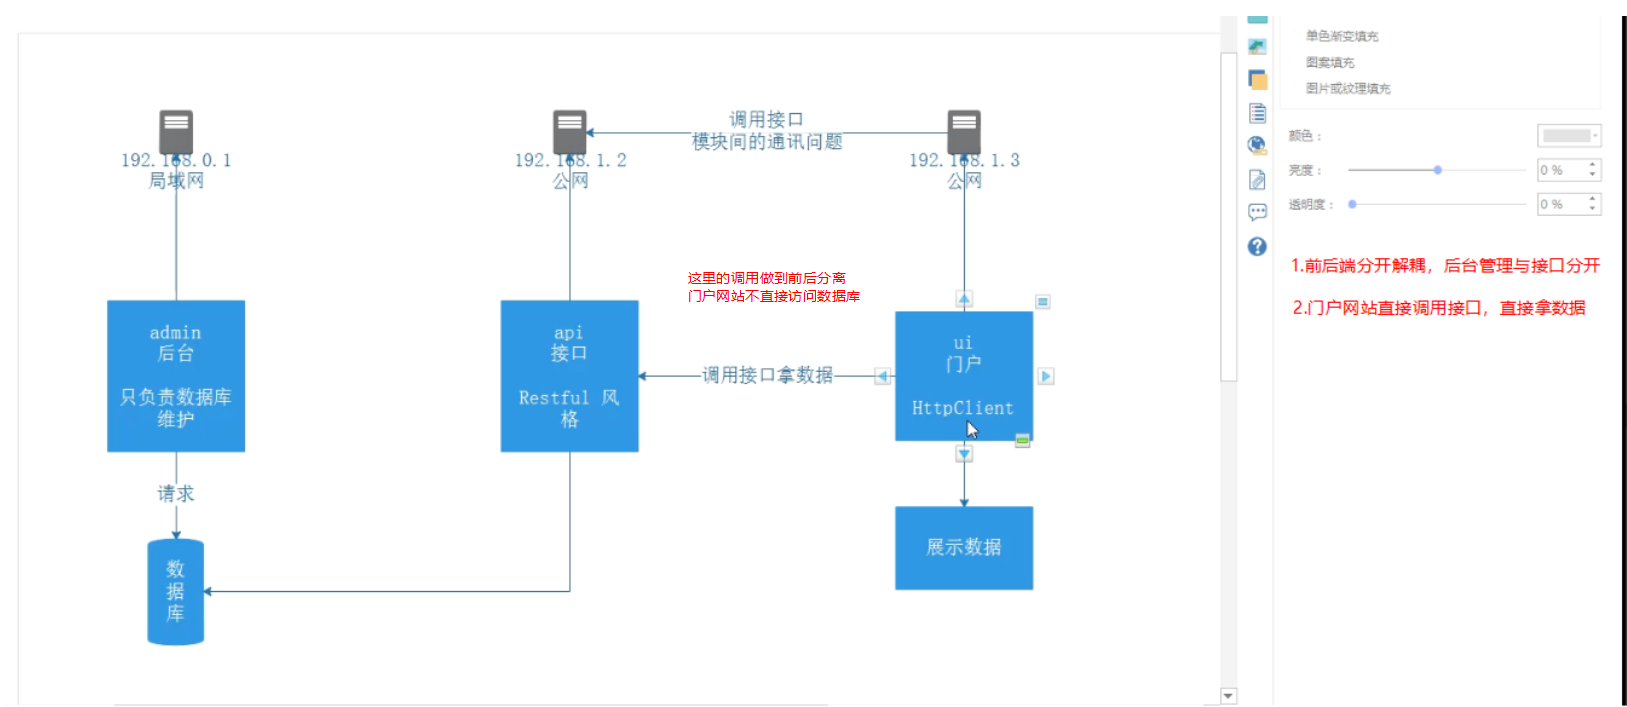 单色渐变填充
图案填充
图片或纹理填充
颜色：
亮度：
0 %
透明度：
0 %
1.前后端分开解耦，后台管理与接口分开
2.门户网站直接调用接口，直接拿数据
调用接口
模块间的通讯问题
192.168.0.1
局域网
192.168.1.2
公网
192.168.1.3
公网
这里的调用做到前后分离
门户网站不直接访问数据库
admin
后台
只负责数据库
维护
api
接口
Restful 风
格
调用接口拿数据
ui
门户
HttpClient
请求
数
据
库
展示数据